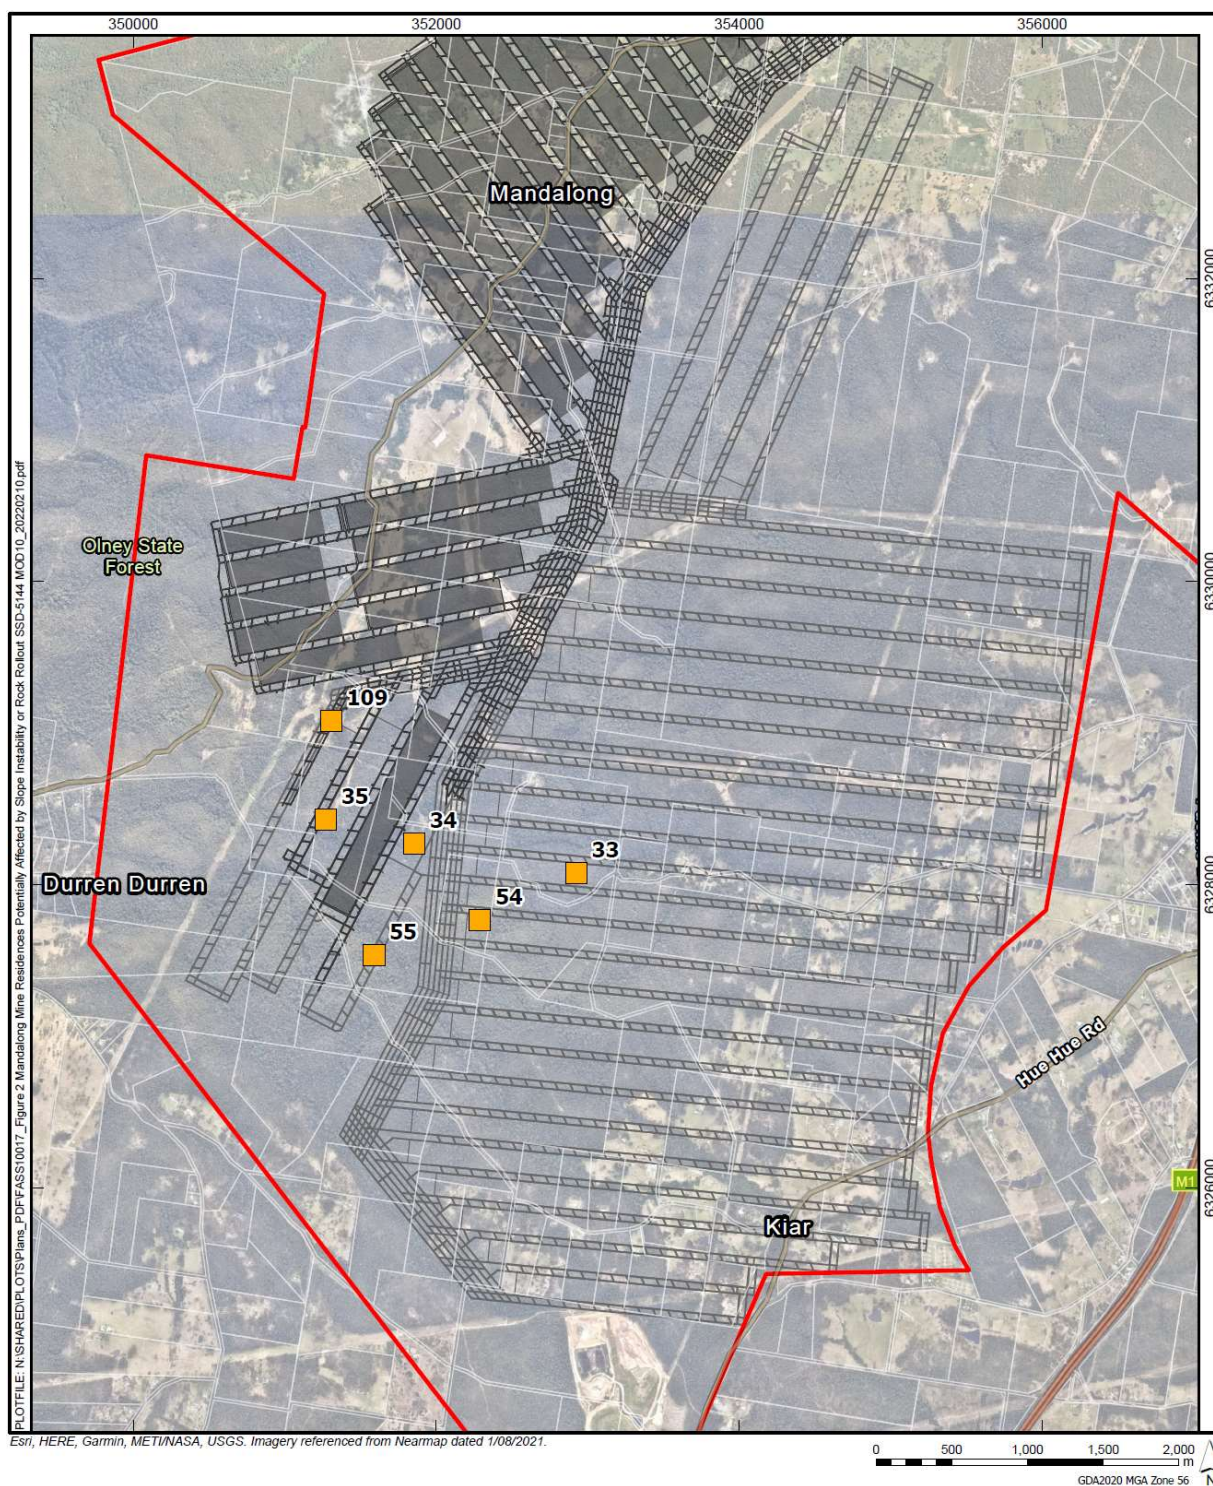 350000
352000
354000
356000
Mandalong
6332000
Olney State
Forest
6330000
109
35
34
33
Durren Durren
54
6328000
55
Hue Hue Rd
6326000
M1
Kiar
PLOTFILE: N:\SHARED\PLOTS\Plans_PDF\FASS10017_Figure 2 Mandalong Mine Residences Potentially Affected by Slope Instability or Rock Rollout SSD-5144 MOD10_20220210.pdf
Esri, HERE, Garmin, METI/NASA, USGS. Imagery referenced from Nearmap dated 1/08/2021.
0 500 1,000 1,500 2,000
m
GDA2020 MGA Zone 56